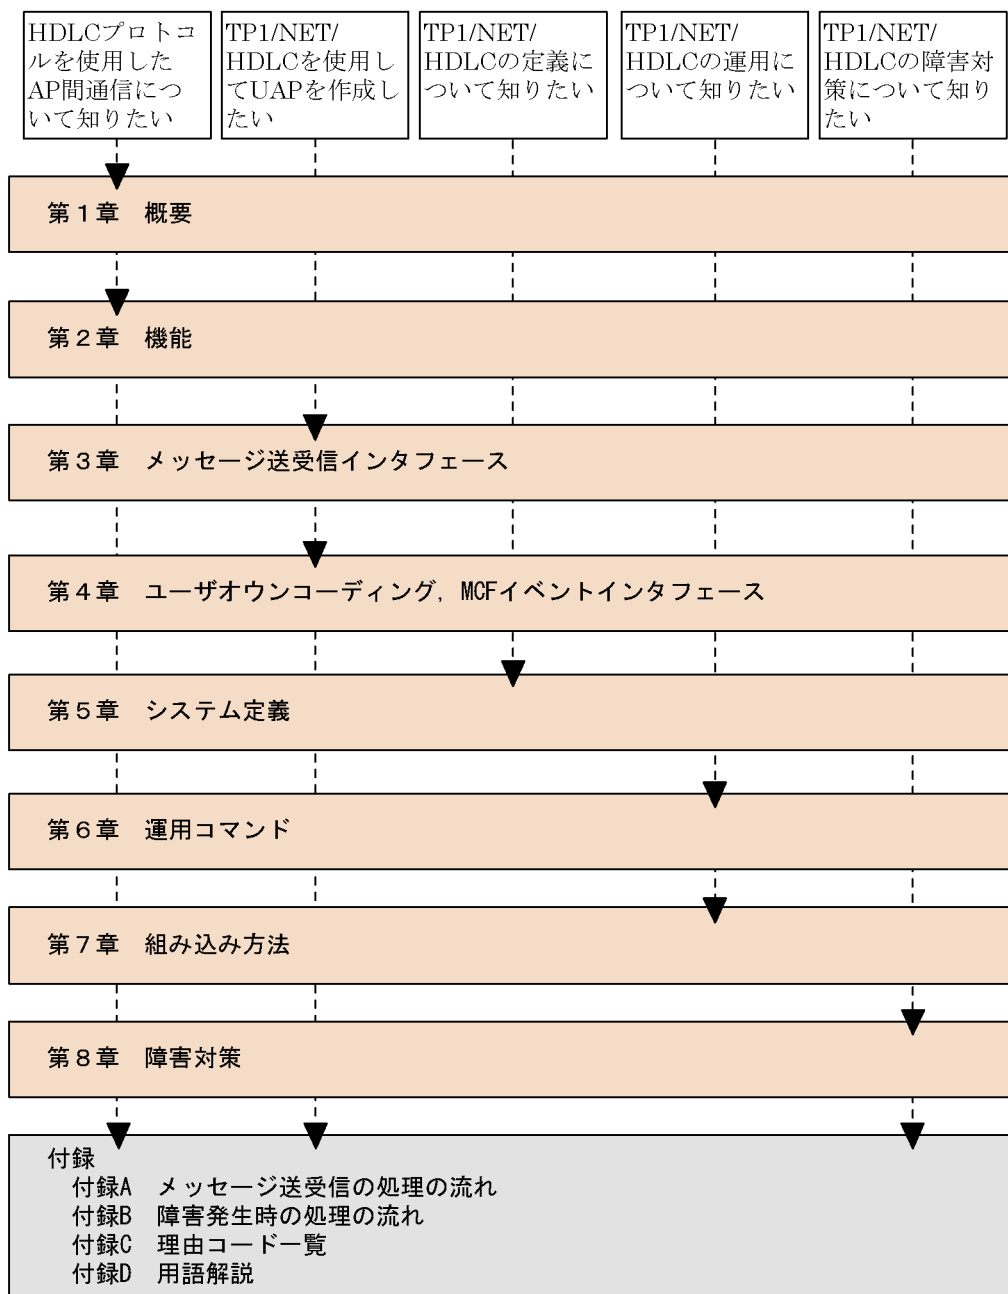 HDLCプロトコ
ルを使用した
AP間通信につ
いて知りたい
TP1/NET/
HDLCを使用し
てUAPを作成し
たい
TP1/NET/
HDLCの定義に
ついて知りたい
TP1/NET/
HDLCの運用に
ついて知りたい
TP1/NET/
HDLCの障害対
策について知り
たい
第1章　概要
第2章　機能
第3章　メッセージ送受信インタフェース
第4章　ユーザオウンコーディング，MCFイベントインタフェース
第5章　システム定義
第6章　運用コマンド
第7章　組み込み方法
第8章　障害対策
付録
付録A　メッセージ送受信の処理の流れ
付録B　障害発生時の処理の流れ
付録C　理由コード一覧
付録D　用語解説